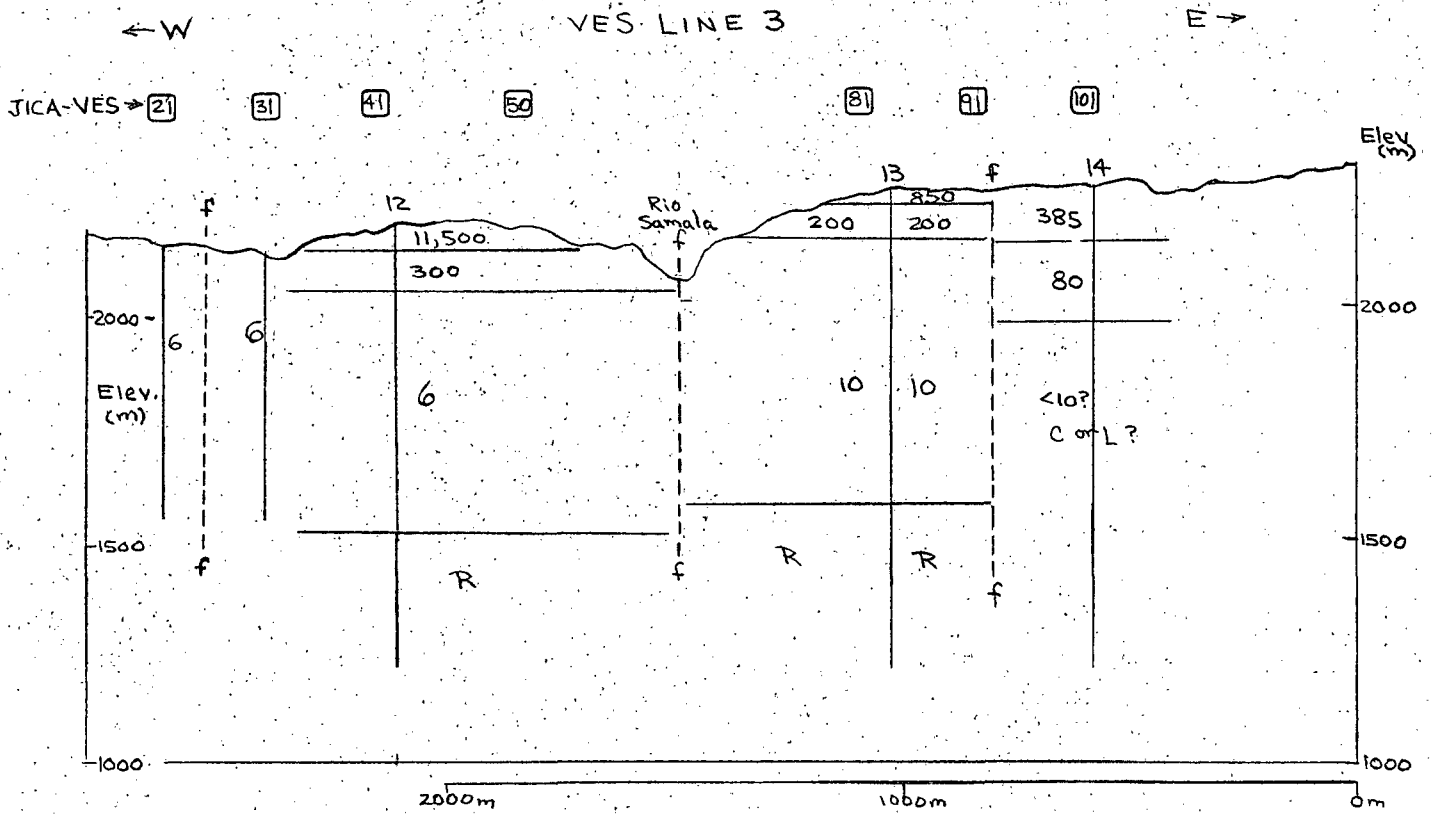 ← W VES LINE 3 E →
JICA-VES → 21 31 41 50 81 91 101
Elev
(m)
f 12 Rio
Samala
f 13 f 14
11,500 850
300 200 200 385
80
2000 2000
6 6
Elev.
(m)
6 10 10 <10?
C or L?
1500 1500
f R f R R f
1000 1000
2000m 1000m 0m